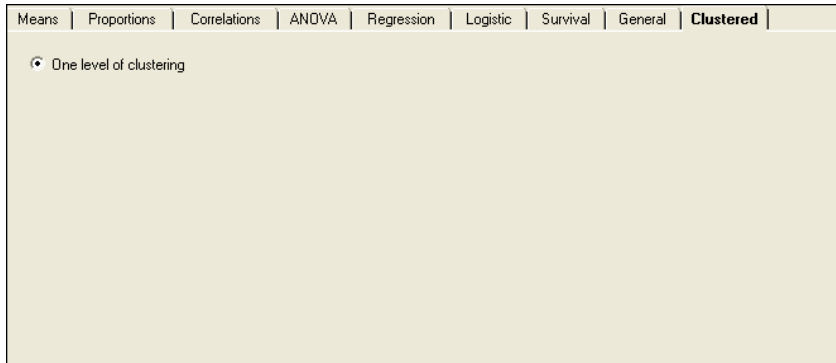 Means Proportions Correlations ANOVA Regression Logistic Survival General Clustered
One level of clustering